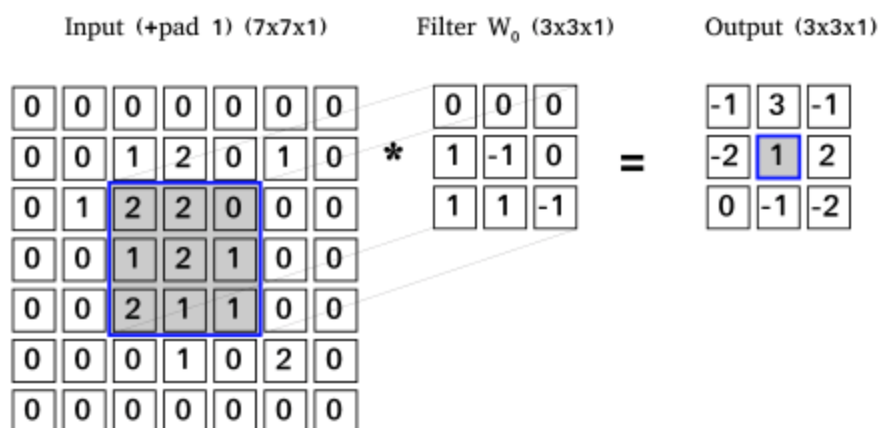 Input (+pad 1) (7x7x1) Filter W₀ (3x3x1) Output (3x3x1)
0 0 0 0 0 0 0 0 0 0 -1 3 -1
0 0 1 2 0 1 0 * 1 -1 0 = -2 1 2
0 1 2 2 0 0 0 1 1 -1 0 -1 -2
0 0 1 2 1 0 0
0 0 2 1 1 0 0
0 0 0 1 0 2 0
0 0 0 0 0 0 0